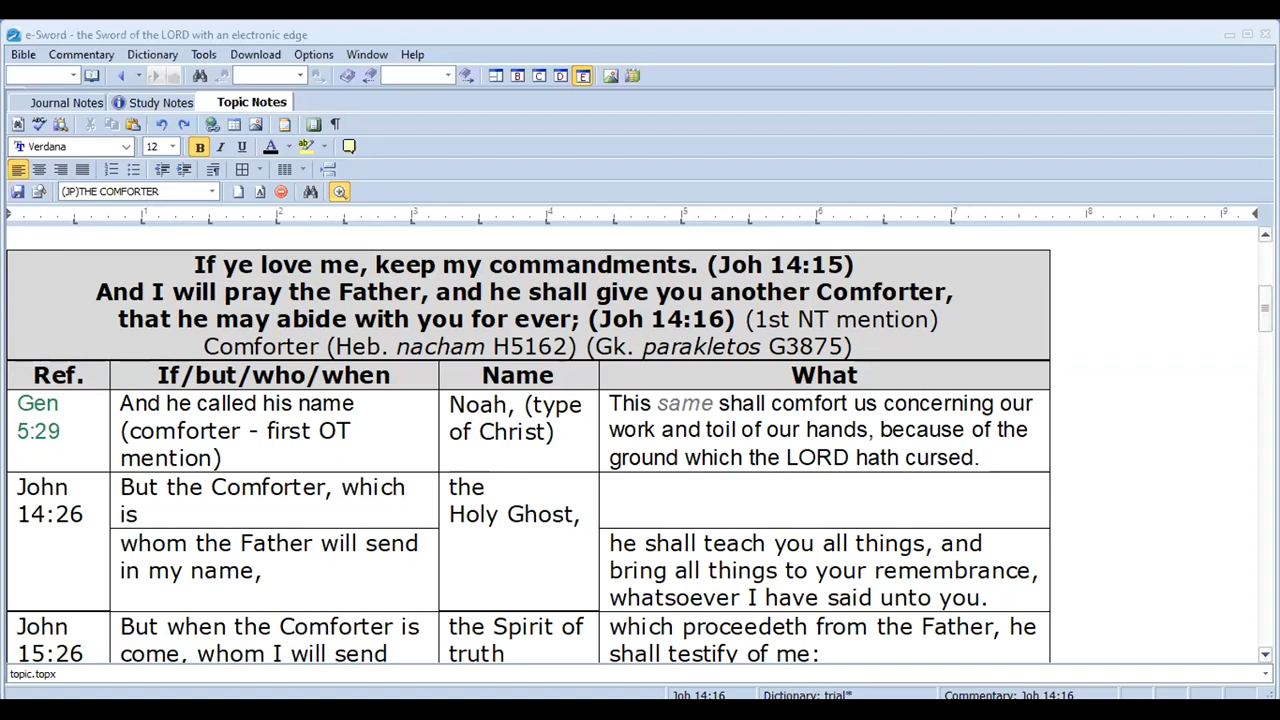 e-Sword - the Sword of the LORD with an electronic edge
Bible Commentary Dictionary Tools Options Download Window Help
B C D E
Journal Notes Study Notes Topic Notes
Verdana 12 B I U A ab
(JP)THE COMFORTER
1 2 3 4 5 6 7 8 9
If ye love me, keep my commandments. (Joh 14:15)
And I will pray the Father, and he shall give you another Comforter,
that he may abide with you for ever; (Joh 14:16) (1st NT mention)
Comforter (Heb. nacham H5162) (Gk. parakletos G3875)
Ref. If/but/who/when Name What
Gen And he called his name Noah, (type This same shall comfort us concerning our
5:29 (comforter - first OT of Christ) work and toil of our hands, because of the
mention) ground which the LORD hath cursed.
John But the Comforter, which the
14:26 is Holy Ghost,
whom the Father will send he shall teach you all things, and
in my name, bring all things to your remembrance,
whatsoever I have said unto you.
John But when the Comforter is the Spirit of which proceedeth from the Father, he
15:26 come, whom I will send truth shall testify of me:
topic.topx
Joh 14:16 Dictionary: trial* Commentary: Joh 14:16